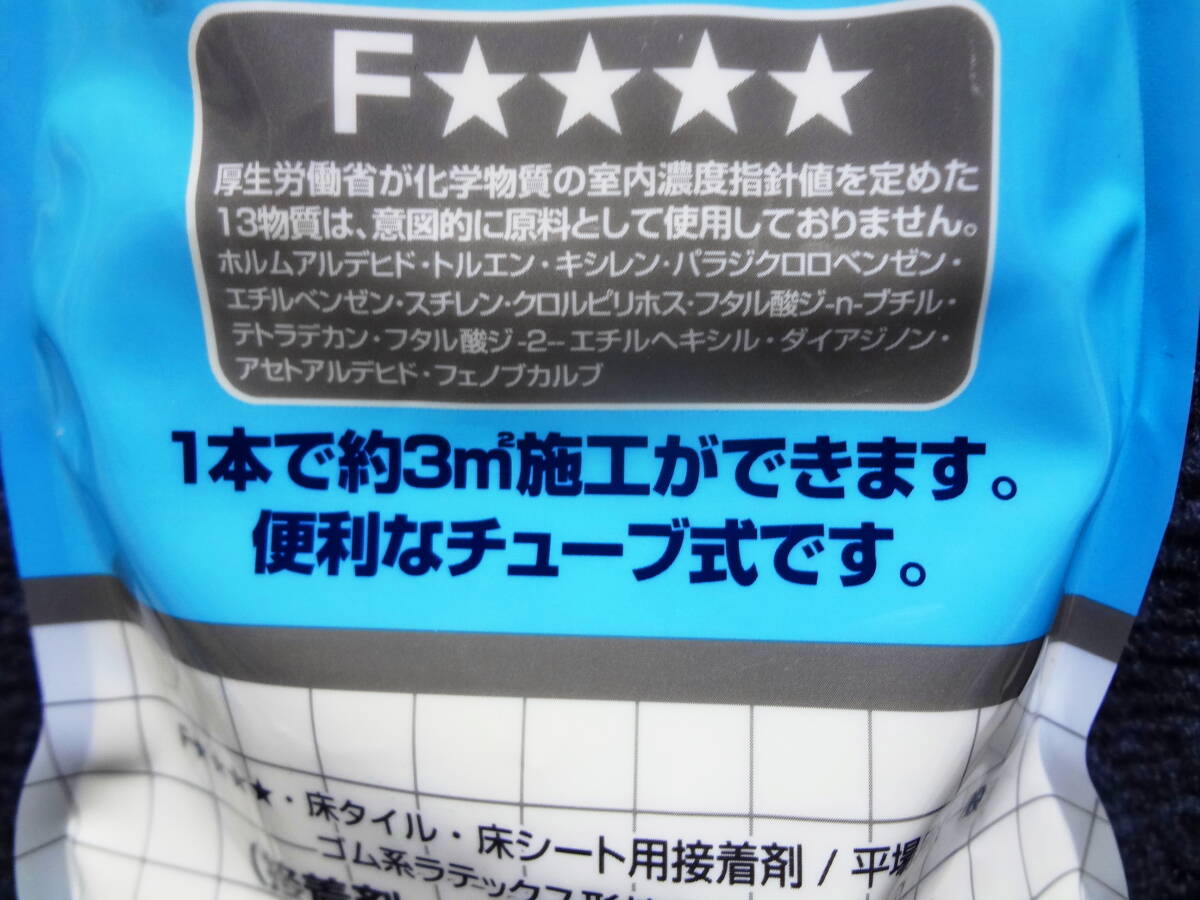 F★★★★
厚生労働省が化学物質の室内濃度指針値を定めた
13物質は、意図的に原料として使用しておりません。
ホルムアルデヒド・トルエン・キシレン・パラジクロロベンゼン・
エチルベンゼン・スチレン・クロルピリホス・フタル酸ジ-n-ブチル・
テトラデカン・フタル酸ジ-2-エチルヘキシル・ダイアジノン・
アセトアルデヒド・フェノブカルブ
1本で約3㎡施工ができます。
便利なチューブ式です。
F★★★★・床タイル・床シート用接着剤/平場
ゴム系ラテックス形